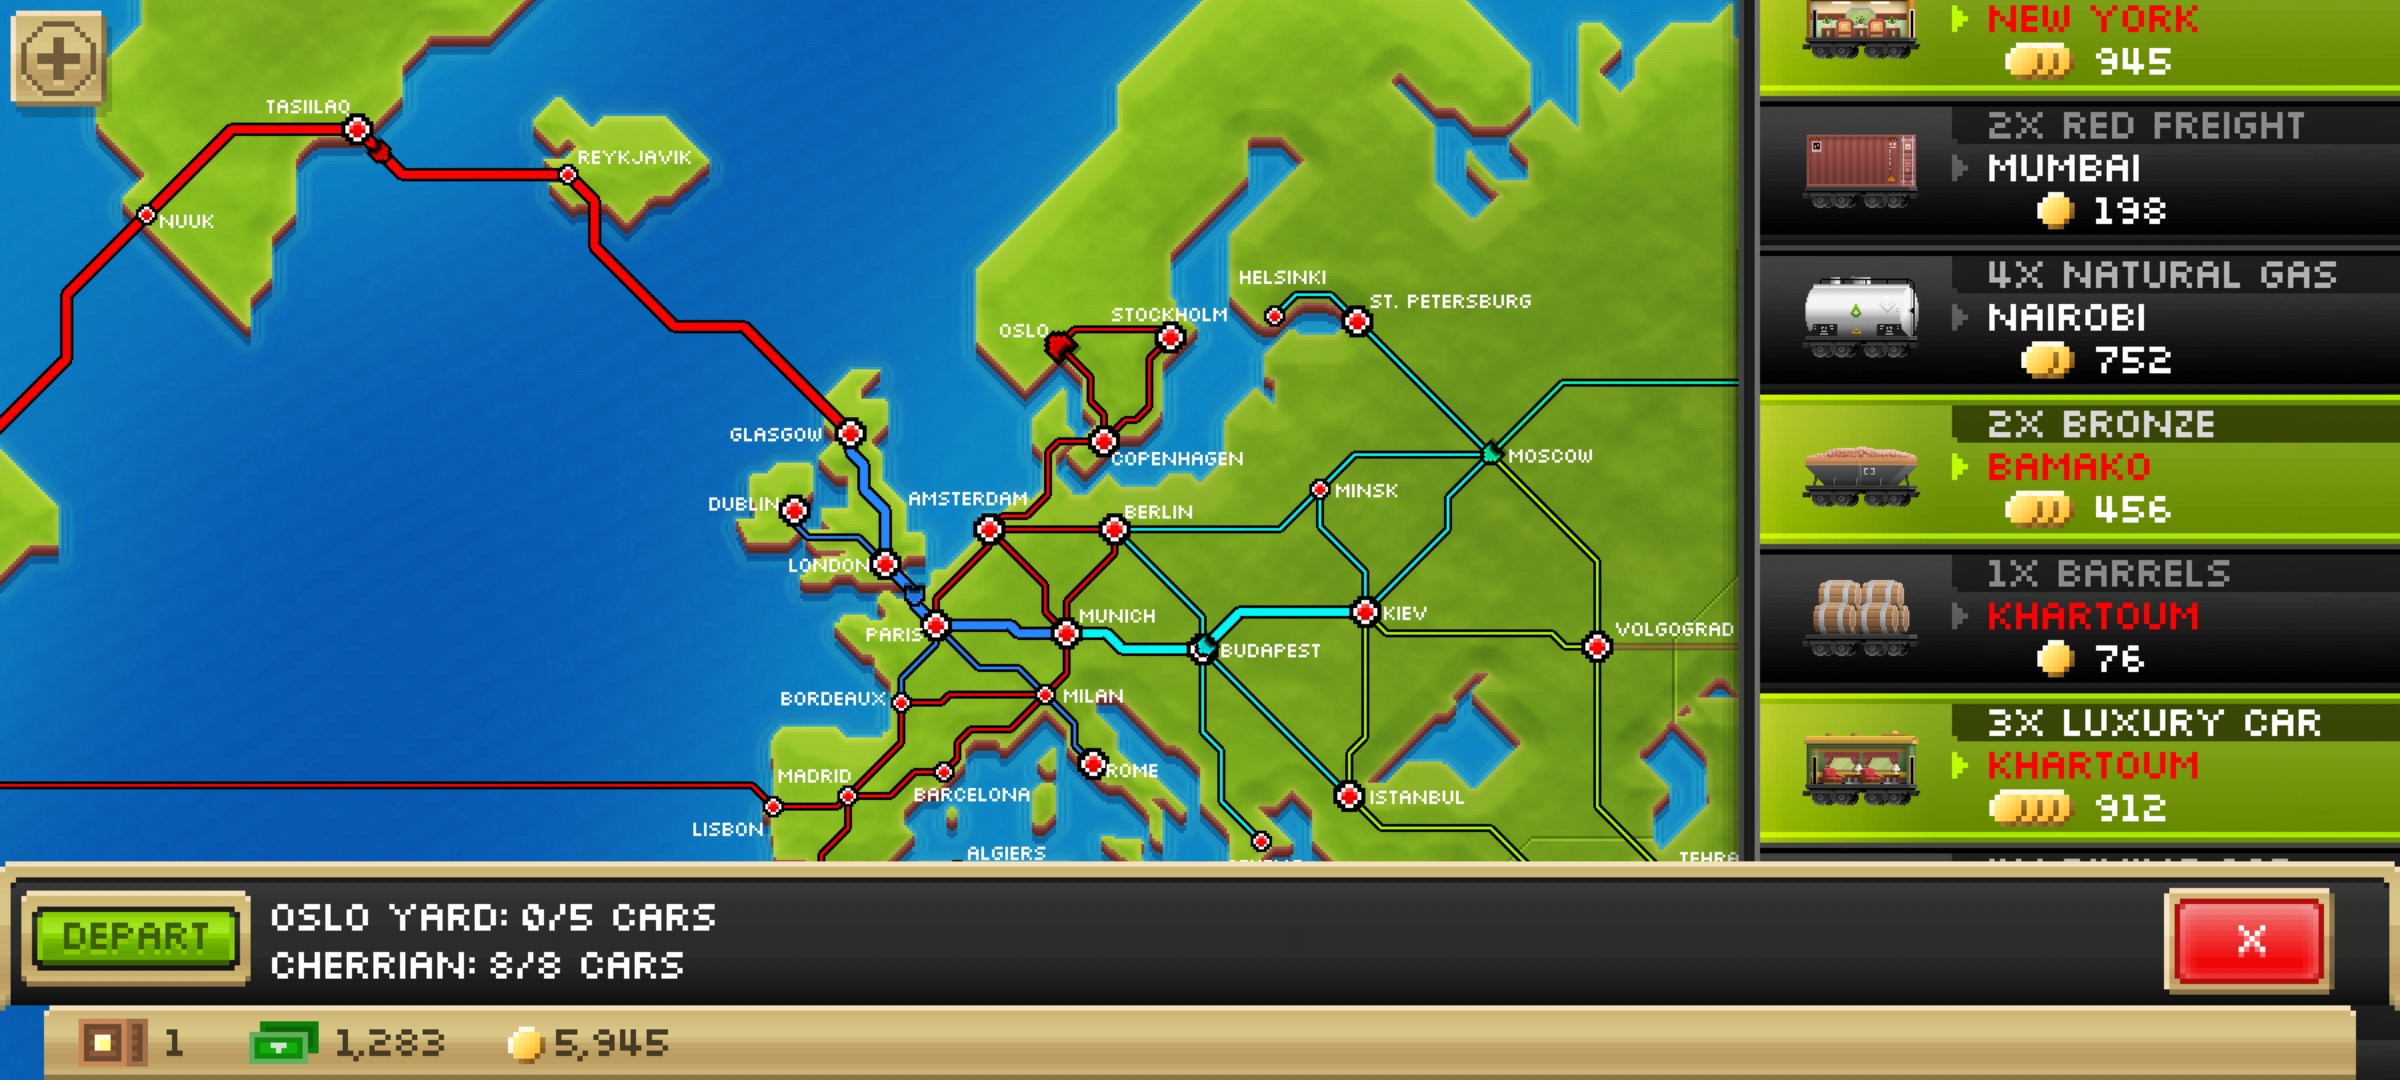 TASIILAQ
REYKJAVIK
NUUK
HELSINKI
ST. PETERSBURG
STOCKHOLM
OSLO
GLASGOW
COPENHAGEN
MOSCOW
MINSK
AMSTERDAM
DUBLIN
BERLIN
LONDON
MUNICH
KIEV
PARIS
BUDAPEST
VOLGOGRAD
BORDEAUX
MILAN
MADRID
ROME
BARCELONA
ISTANBUL
LISBON
ALGIERS
NEW YORK
945
2X RED FREIGHT
MUMBAI
198
4X NATURAL GAS
NAIROBI
752
2X BRONZE
BAMAKO
456
1X BARRELS
KHARTOUM
76
3X LUXURY CAR
KHARTOUM
912
DEPART
OSLO YARD: 0/5 CARS
CHERRIAN: 8/8 CARS
X
1
1,283
5,945